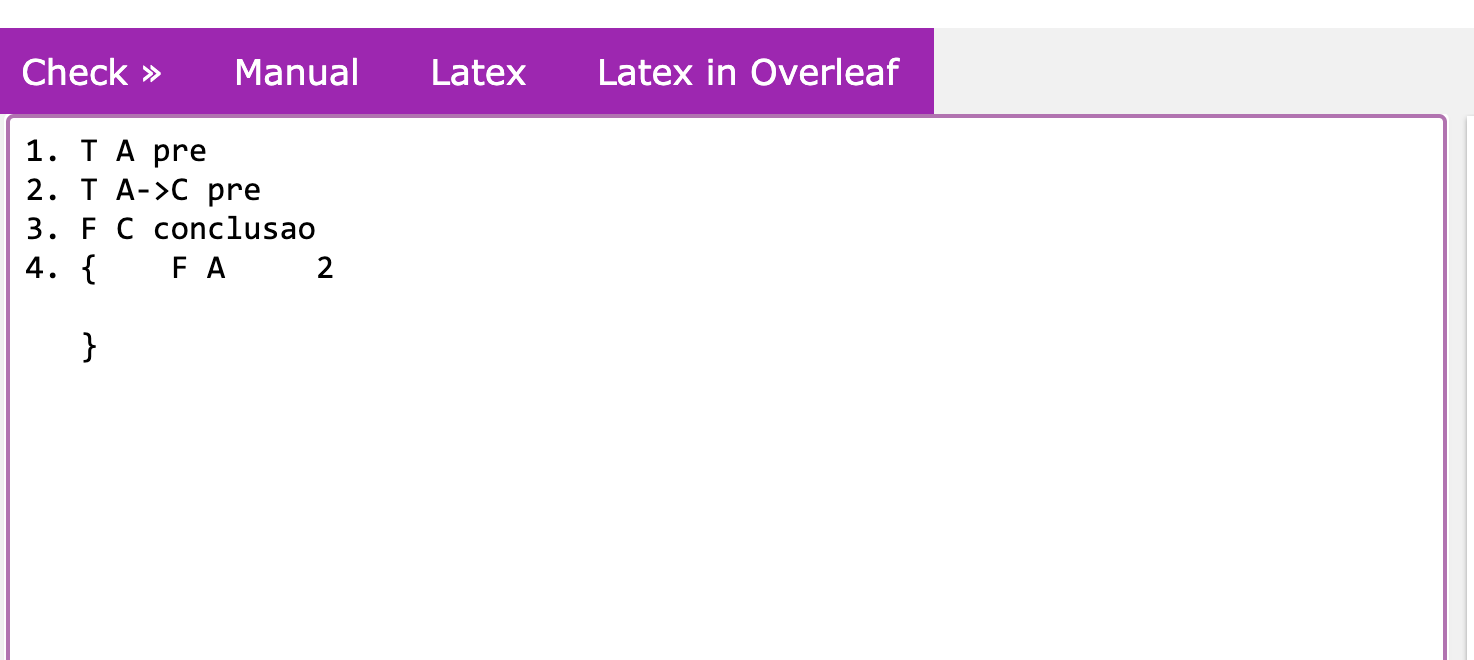 Check » Manual Latex Latex in Overleaf
1. T A pre
2. T A->C pre
3. F C conclusao
4. {    F A     2
}